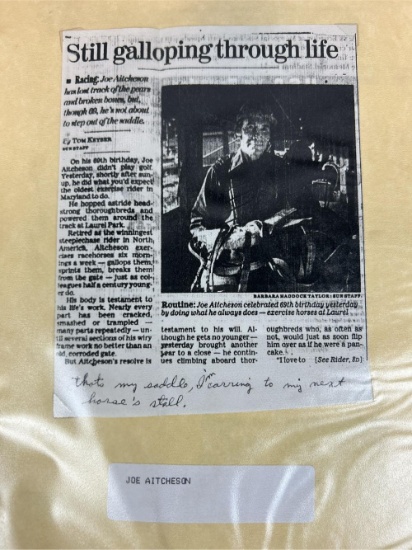 Still galloping through life
■ Racing: Joe Aitcheson
has lost track of the years
and broken bones, but,
though 69, he's not about
to step out of the saddle.
By TOM KEYSER
SUN STAFF
On his 69th birthday, Joe
Aitcheson didn't play golf.
Yesterday, shortly after sun-
up, he did what you'd expect
the oldest exercise rider in
Maryland to do.
He hopped astride head-
strong thoroughbreds and
powered them around the
track at Laurel Park.
Retired as the winningest
steeplechase rider in North
America, Aitcheson exer-
cises racehorses six morn-
ings a week — gallops them,
sprints them, breaks them
from the gate — just as col-
leagues half a century young-
er do.
His body is testament to
his life's work. Nearly every
part has been cracked,
smashed or trampled —
many parts repeatedly — un-
til several sections of his wiry
frame work no better than an
old, corroded gate.
But Aitcheson's resolve is
BARBARA HADDOCK TAYLOR : SUN STAFF
Routine: Joe Aitcheson celebrated 69th birthday yesterday
by doing what he always does — exercise horses at Laurel
testament to his will. Al-
though he gets no younger —
yesterday brought another
year to a close — he contin-
ues climbing aboard thor-
oughbreds who, as often as
not, would just as soon flip
him over as if he were a pan-
cake.
"I love to [See Rider, 8D]
thats my saddle, I'm carring to my next
horse's stall.
JOE AITCHESON